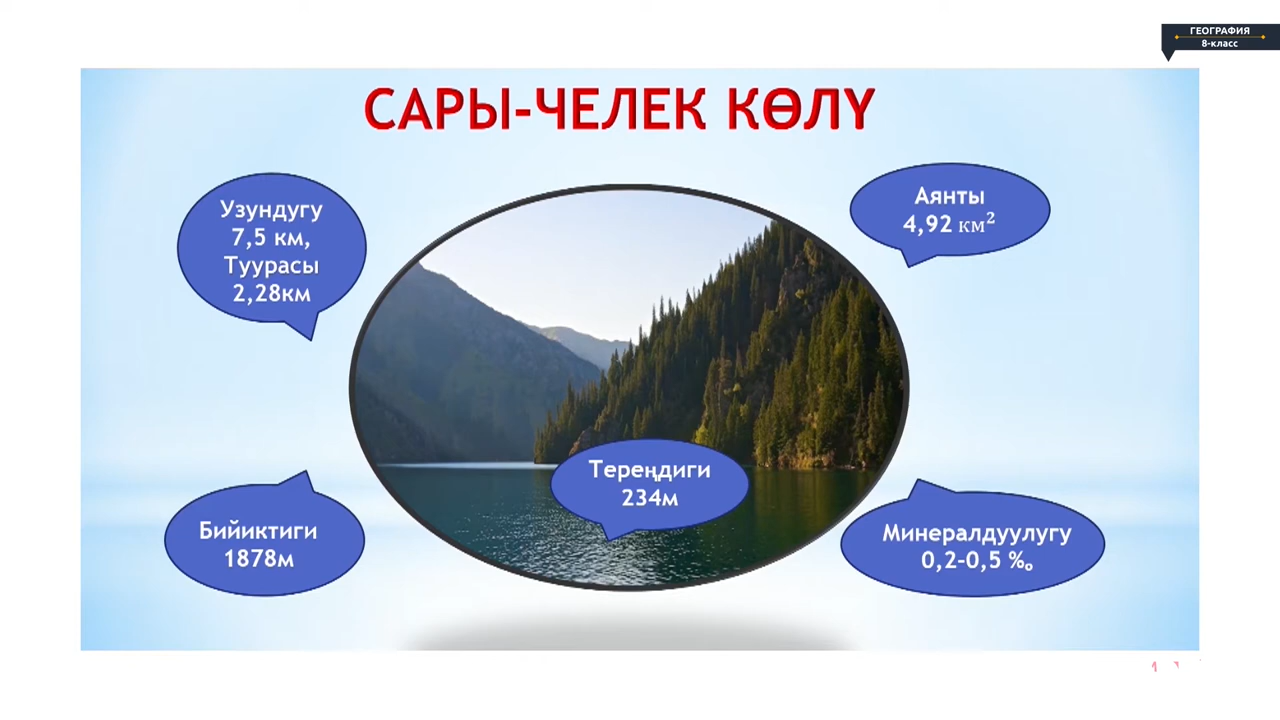 ГЕОГРАФИЯ
8-класс
САРЫ-ЧЕЛЕК КӨЛҮ
Узундугу
7,5 км,
Туурасы
2,28км
Аянты
4,92 км²
Тереңдиги
234м
Бийиктиги
1878м
Минералдуулугу
0,2-0,5 ‰